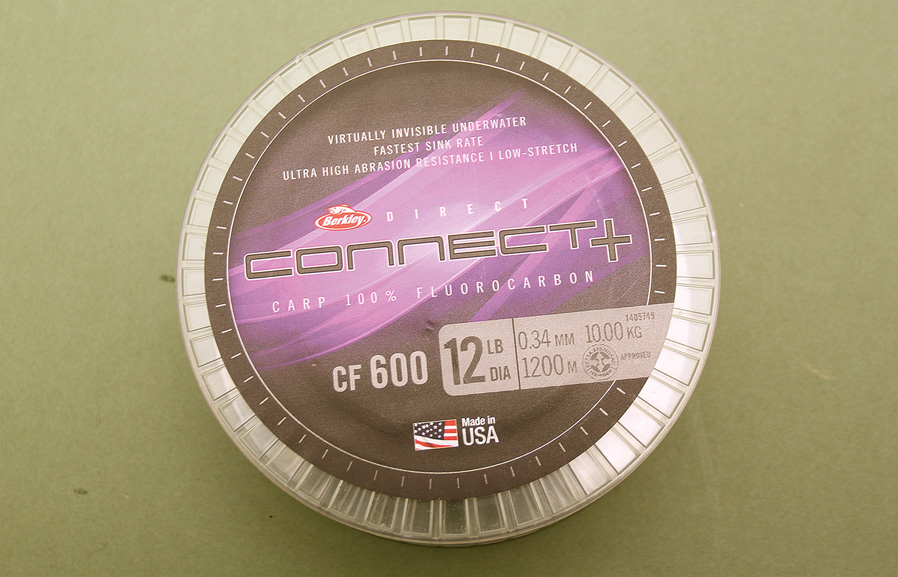 VIRTUALLY INVISIBLE UNDERWATER
FASTEST SINK RATE
ULTRA HIGH ABRASION RESISTANCE I LOW-STRETCH
Berkley
DIRECT
CONNECT+
CARP 100% FLUOROCARBON
1405749
CF 600
12 LB DIA
0.34 MM 10.00 KG
1200 M
APPROVED
Made in
USA